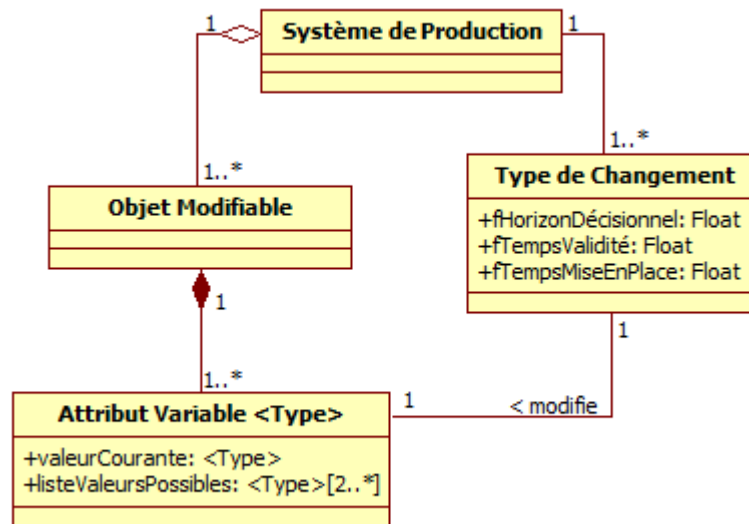 1
Système de Production
1
1..*
1..*
Type de Changement
+fHorizonDécisionnel: Float
+fTempsValidité: Float
+fTempsMiseEnPlace: Float
Objet Modifiable
1
1
1..*
1
< modifie
Attribut Variable <Type>
+valeurCourante: <Type>
+listeValeursPossibles: <Type>[2..*]